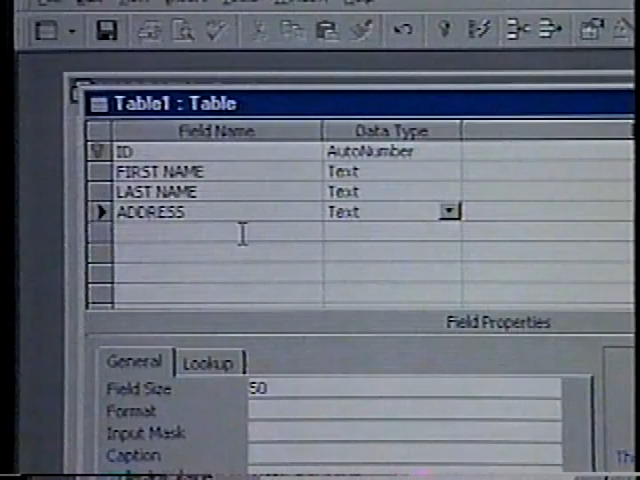 Table1 : Table
Field Name Data Type
ID AutoNumber
FIRST NAME Text
LAST NAME Text
ADDRESS Text
Field Properties
General Lookup
Field Size 50
Format
Input Mask
Caption